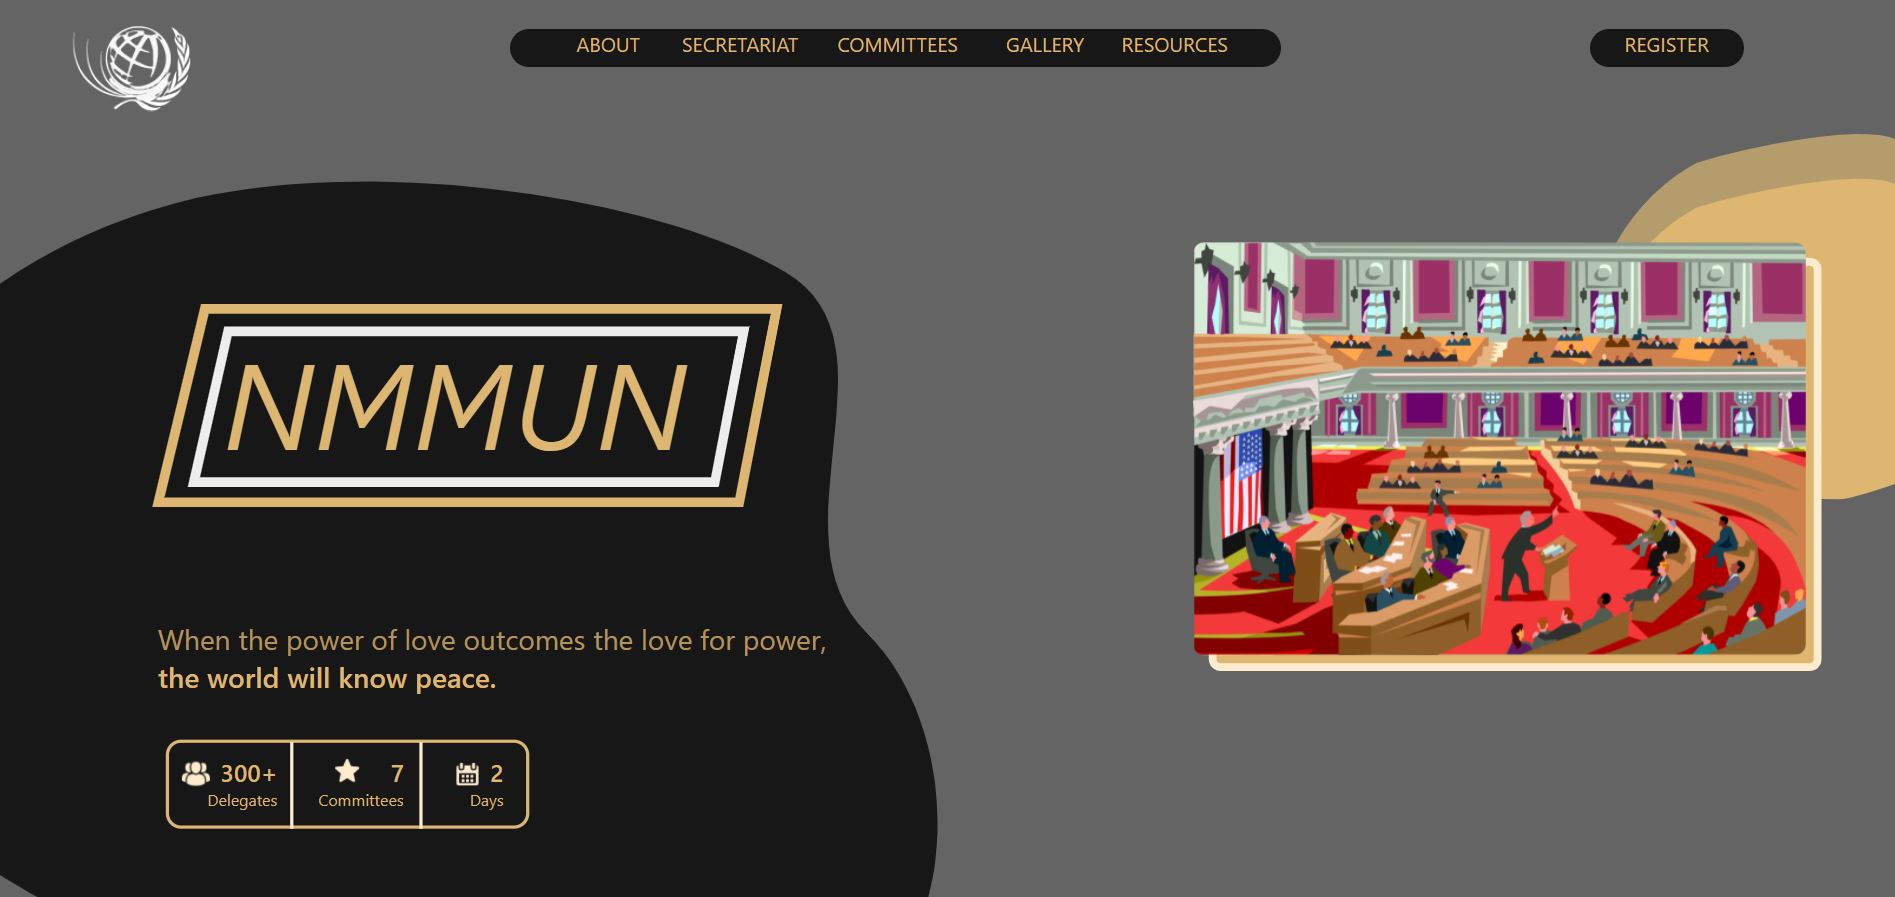 ABOUT SECRETARIAT COMMITTEES GALLERY RESOURCES REGISTER
NMMUN
When the power of love outcomes the love for power,
the world will know peace.
300+ 7 2
Delegates Committees Days